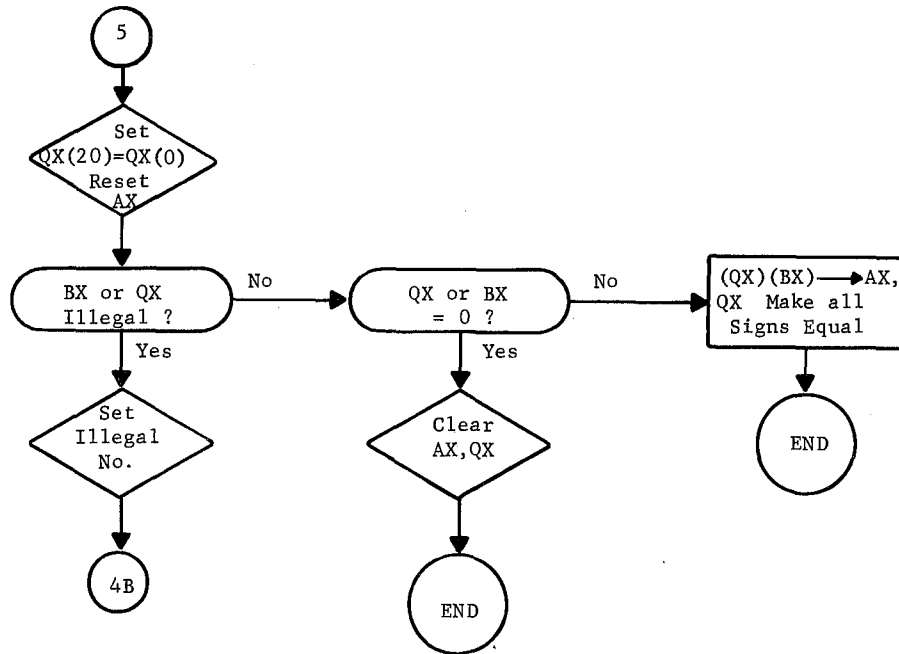 5
Set
QX(20)=QX(0)
Reset
AX
BX or QX
Illegal ?
No
QX or BX
= 0 ?
No
(QX)(BX)→AX,
QX Make all
Signs Equal
Yes
Yes
Set
Illegal
No.
Clear
AX,QX
END
4B
END